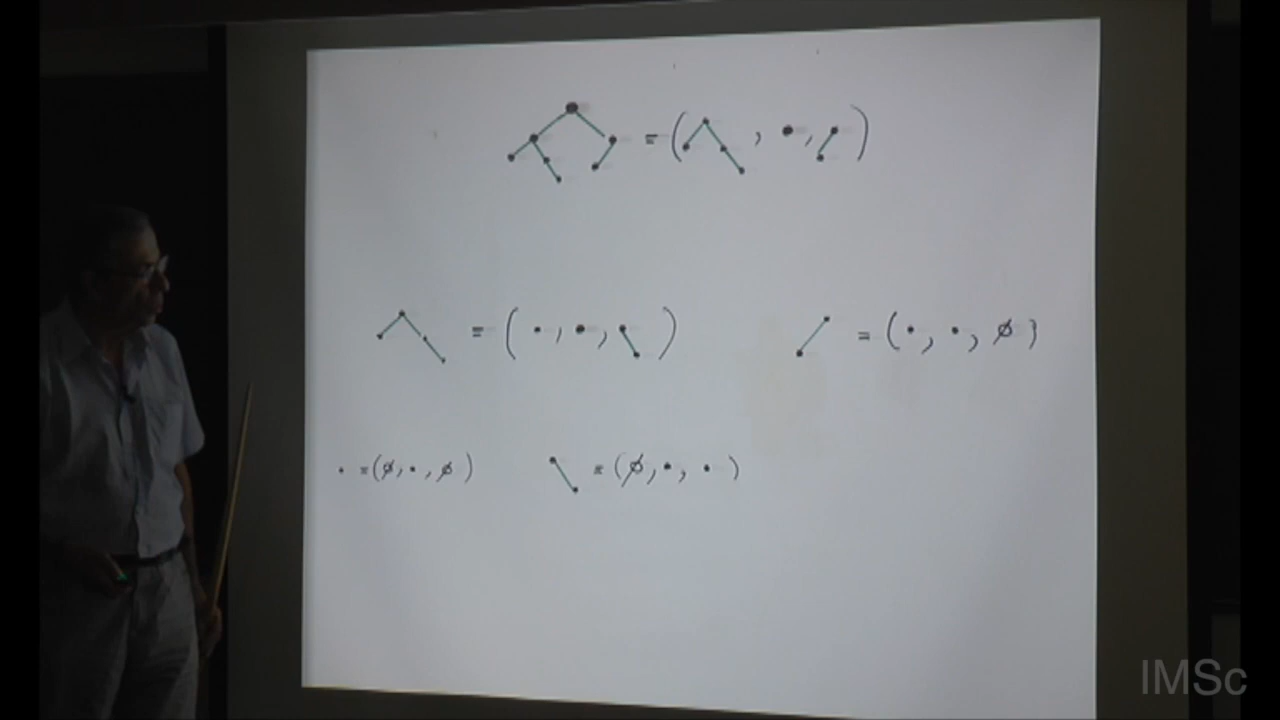 = ( , • , )
= ( • , • , )
= ( • , • , ∅ )
• = ( ∅ , • , ∅ )
= ( ∅ , • , • )
IMSc